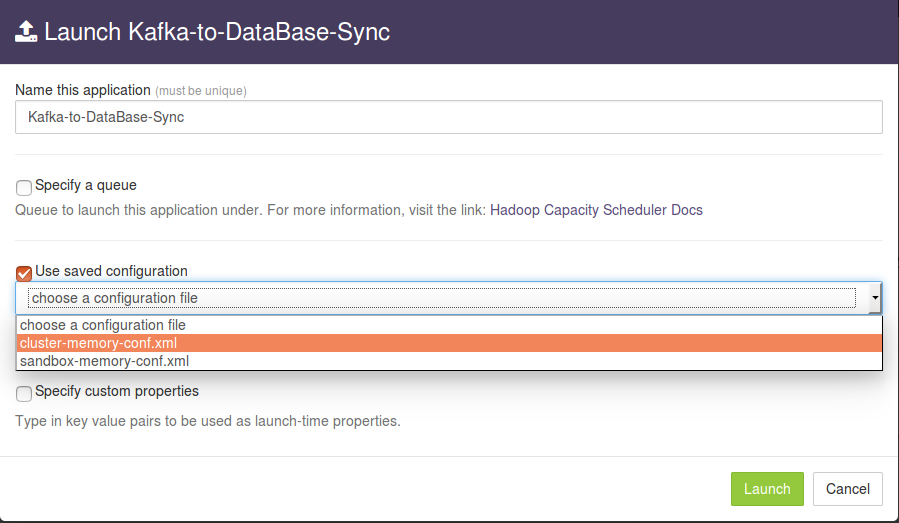 Launch Kafka-to-DataBase-Sync
Name this application (must be unique)
Kafka-to-DataBase-Sync
Specify a queue
Queue to launch this application under. For more information, visit the link: Hadoop Capacity Scheduler Docs
Use saved configuration
choose a configuration file
choose a configuration file
cluster-memory-conf.xml
sandbox-memory-conf.xml
Specify custom properties
Type in key value pairs to be used as launch-time properties.
Launch Cancel